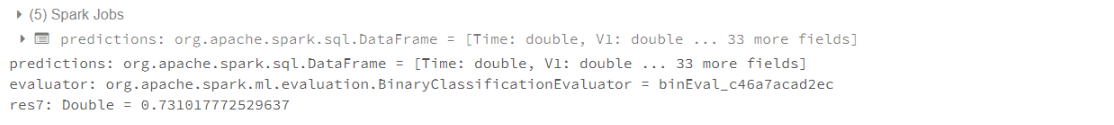 (5) Spark Jobs
predictions: org.apache.spark.sql.DataFrame = [Time: double, V1: double ... 33 more fields]
predictions: org.apache.spark.sql.DataFrame = [Time: double, V1: double ... 33 more fields]
evaluator: org.apache.spark.ml.evaluation.BinaryClassificationEvaluator = binEval_c46a7acad2ec
res7: Double = 0.731017772529637